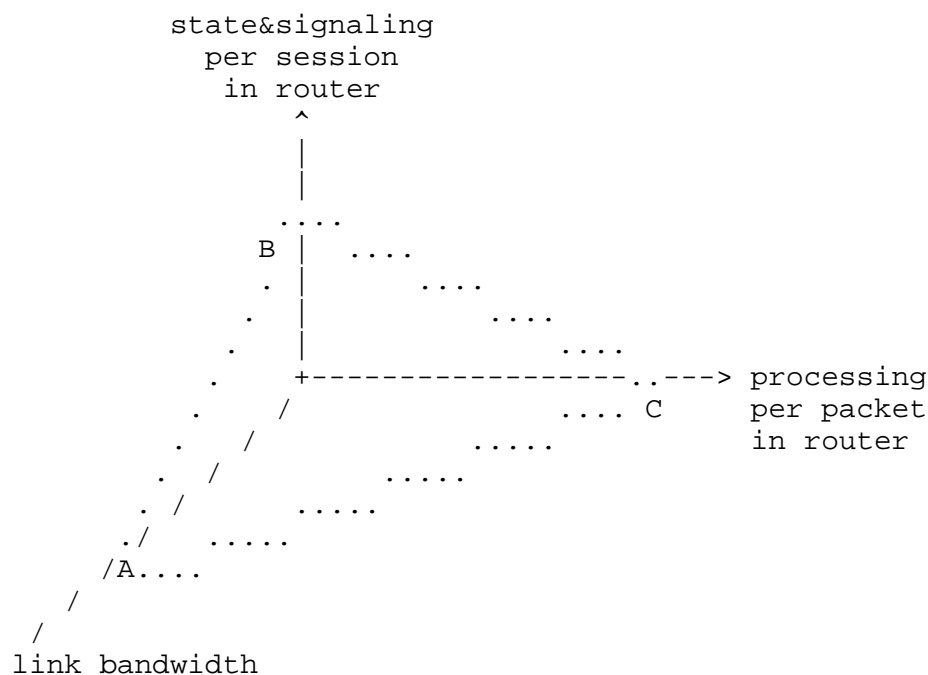 state&signaling
per session
in router
B
processing
per packet
in router
C
A
link bandwidth